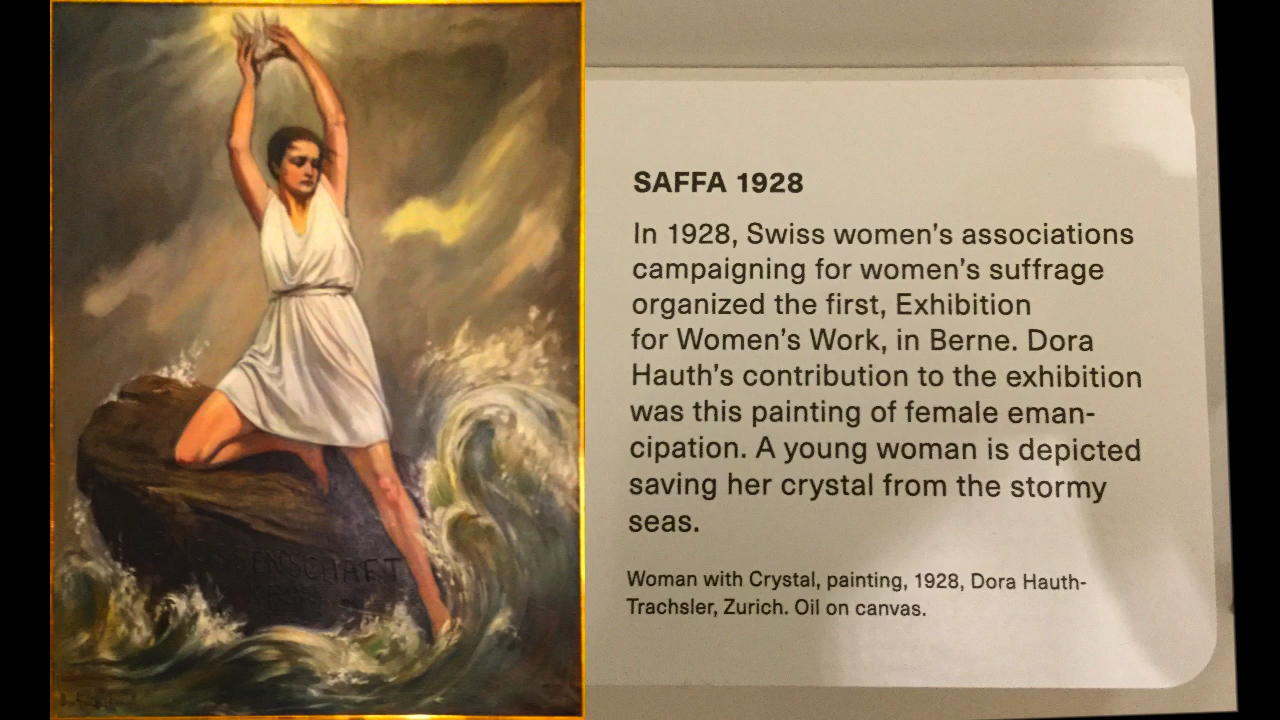 SAFFA 1928
In 1928, Swiss women's associations
campaigning for women's suffrage
organized the first, Exhibition
for Women's Work, in Berne. Dora
Hauth's contribution to the exhibition
was this painting of female eman-
cipation. A young woman is depicted
saving her crystal from the stormy
seas.
Woman with Crystal, painting, 1928, Dora Hauth-
Trachsler, Zurich. Oil on canvas.